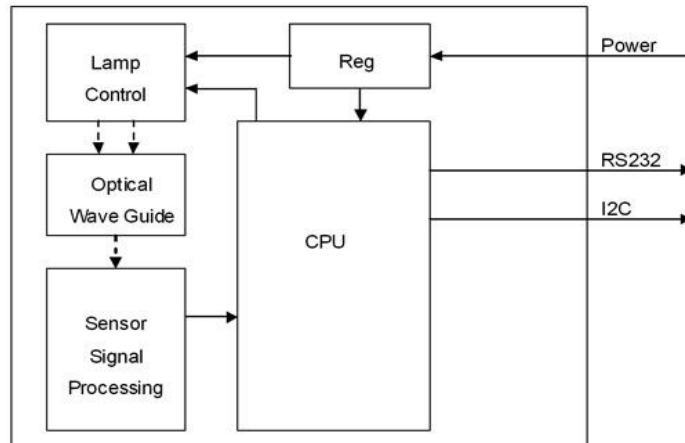 Lamp
Control
Reg
Power
Optical
Wave Guide
RS232
I2C
CPU
Sensor
Signal
Processing